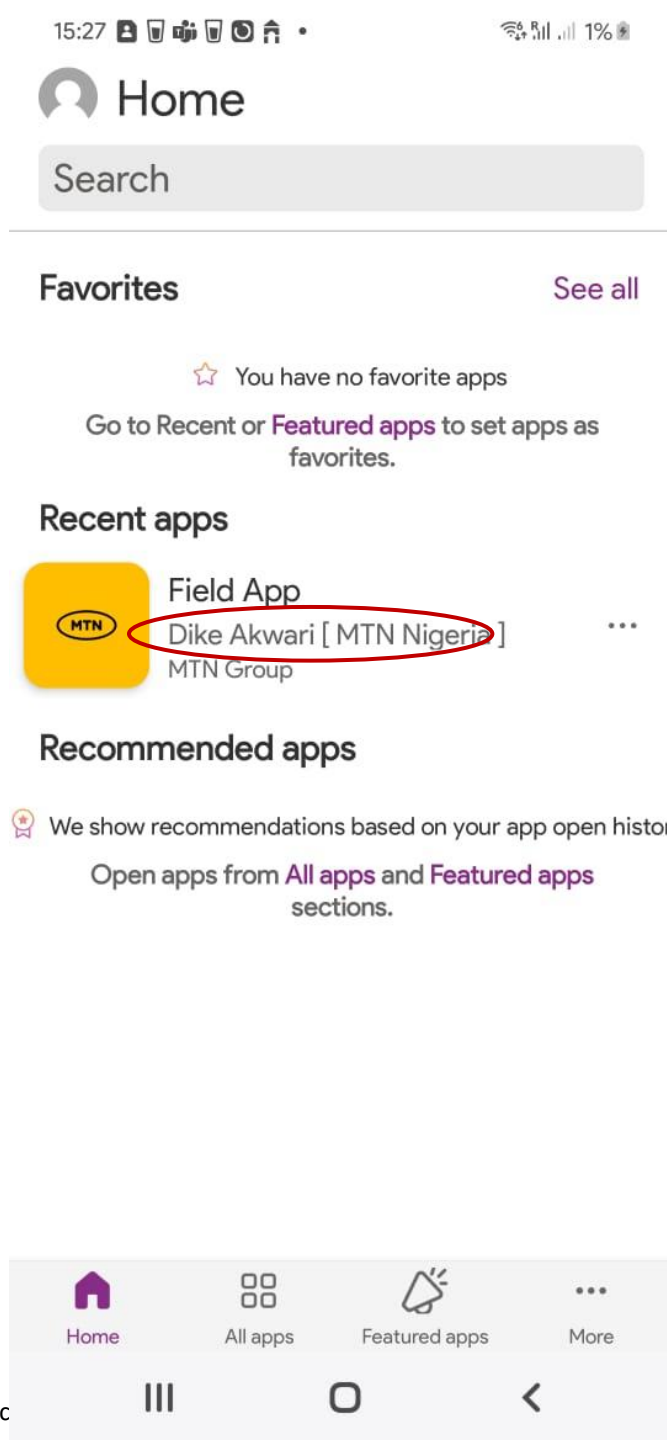 15:27
1%
Home
Search
Favorites
See all
You have no favorite apps
Go to Recent or Featured apps to set apps as
favorites.
Recent apps
MTN
Field App
Dike Akwari [ MTN Nigeria ]
MTN Group
Recommended apps
We show recommendations based on your app open histor
Open apps from All apps and Featured apps
sections.
Home
All apps
Featured apps
More
c